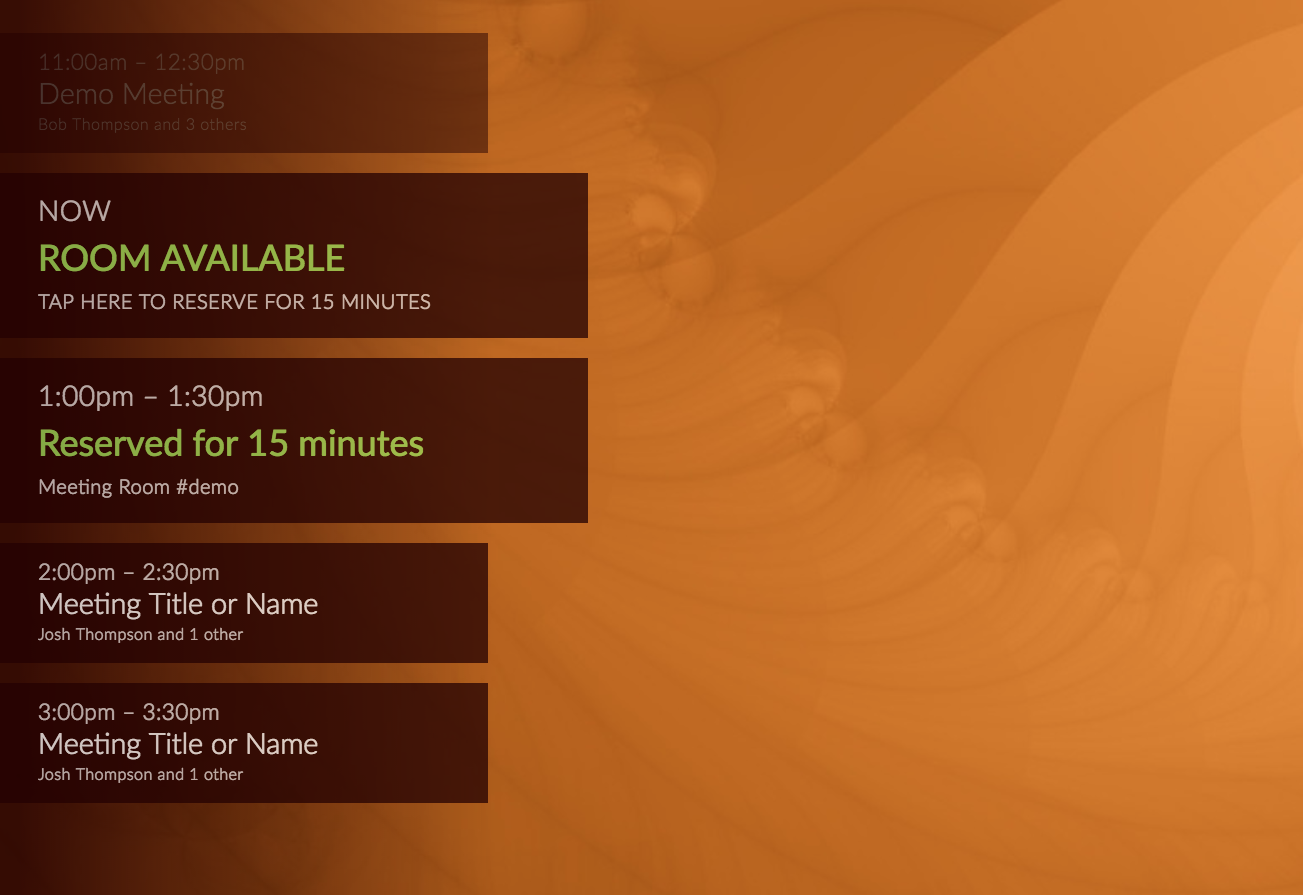 11:00am – 12:30pm
Demo Meeting
Bob Thompson and 3 others
NOW
ROOM AVAILABLE
TAP HERE TO RESERVE FOR 15 MINUTES
1:00pm – 1:30pm
Reserved for 15 minutes
Meeting Room #demo
2:00pm – 2:30pm
Meeting Title or Name
Josh Thompson and 1 other
3:00pm – 3:30pm
Meeting Title or Name
Josh Thompson and 1 other